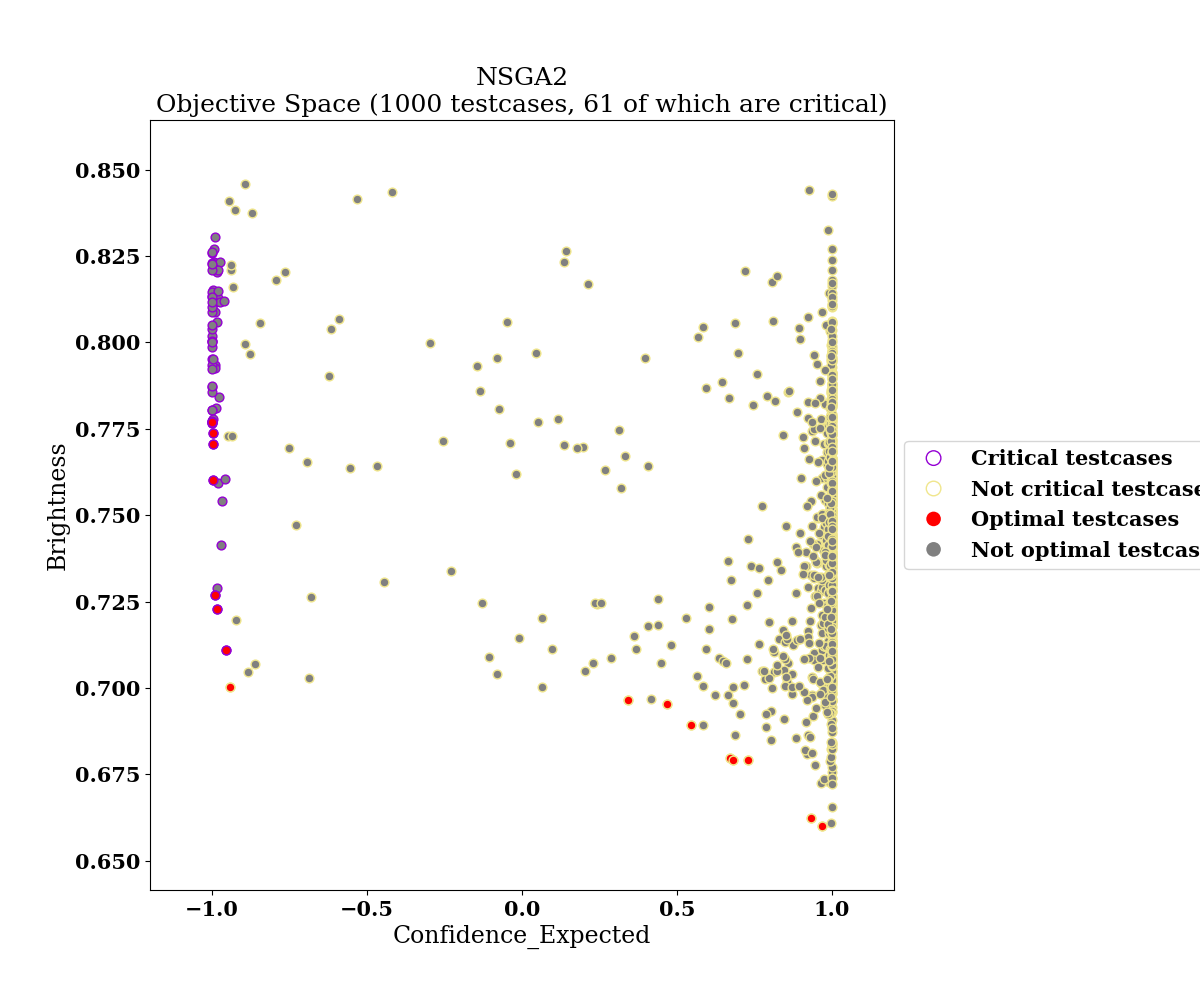 NSGA2
Objective Space (1000 testcases, 61 of which are critical)
0.850
0.825
0.800
0.775
0.750
0.725
0.700
0.675
0.650
Brightness
−1.0
−0.5
0.0
0.5
1.0
Confidence_Expected
Critical testcases
Not critical testcase
Optimal testcases
Not optimal testcas